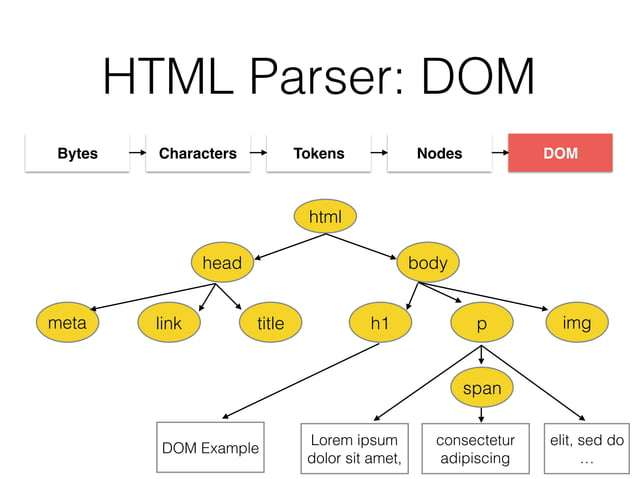 HTML Parser: DOM
Bytes
Characters
Tokens
Nodes
DOM
html
head
body
meta
link
title
h1
p
img
span
DOM Example
Lorem ipsum
dolor sit amet,
consectetur
adipiscing
elit, sed do
…